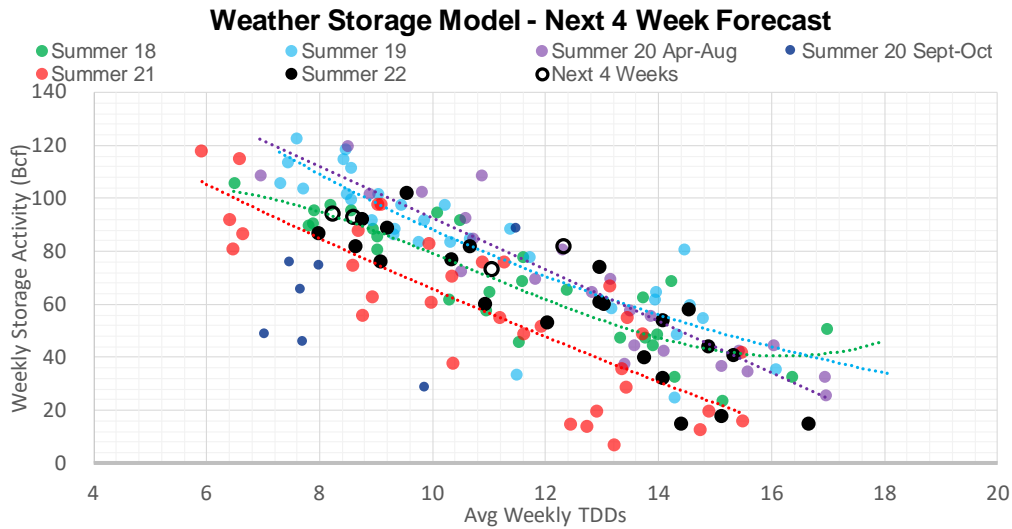 Weather Storage Model - Next 4 Week Forecast
Summer 18 Summer 19 Summer 20 Apr-Aug Summer 20 Sept-Oct
Summer 21 Summer 22 Next 4 Weeks
Weekly Storage Activity (Bcf)
140
120
100
80
60
40
20
0
4 6 8 10 12 14 16 18 20
Avg Weekly TDDs